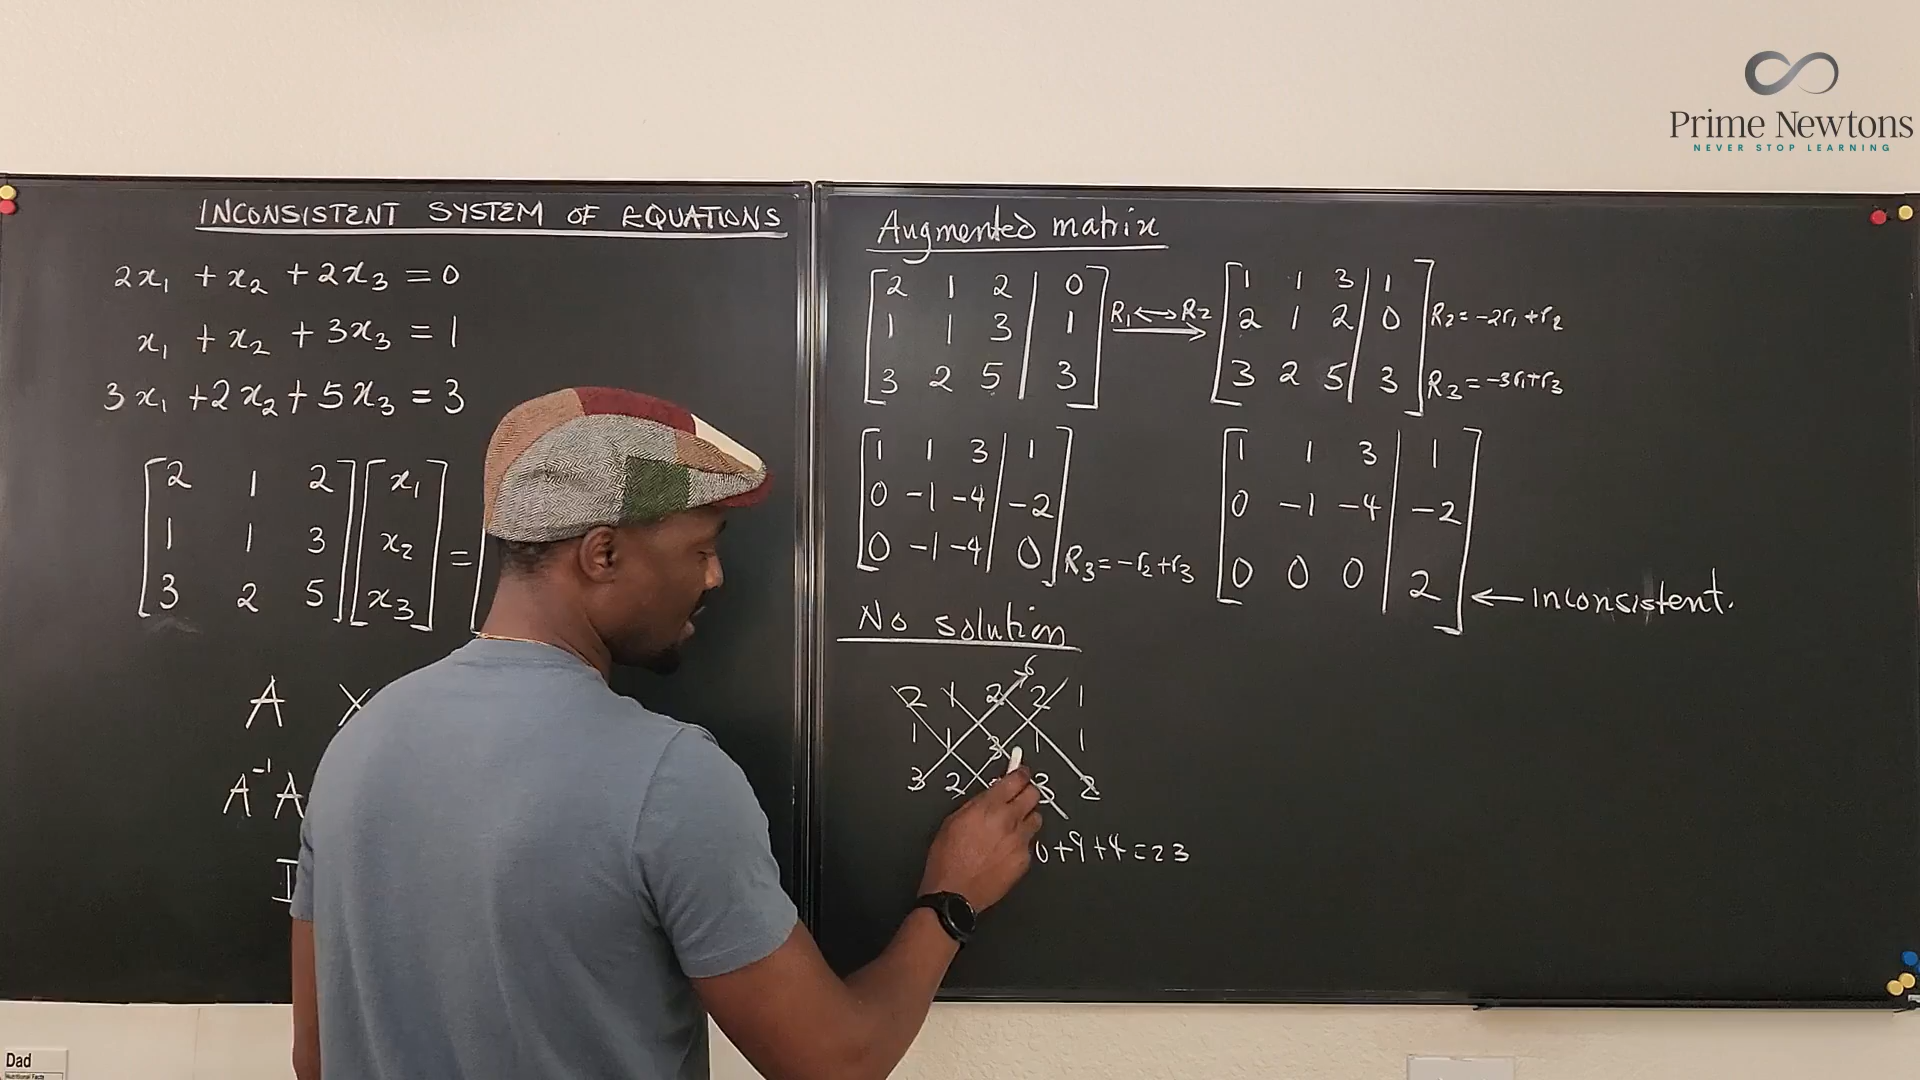 Prime Newtons
NEVER STOP LEARNING
INCONSISTENT SYSTEM OF EQUATIONS
2x₁ + x₂ + 2x₃ = 0
x₁ + x₂ + 3x₃ = 1
3x₁ + 2x₂ + 5x₃ = 3
2 1 2 x₁
1 1 3 x₂ =
3 2 5 x₃
A X
A⁻¹A
I
Augmented matrix
2 1 2 | 0
1 1 3 | 1
3 2 5 | 3
R₁ ↔ R₂
1 1 3 | 1
2 1 2 | 0 R₂ = -2r₁ + r₂
3 2 5 | 3 R₃ = -3r₁ + r₃
1 1 3 | 1
0 -1 -4 | -2
0 -1 -4 | 0 R₃ = -r₂ + r₃
1 1 3 | 1
0 -1 -4 | -2
0 0 0 | 2 ← Inconsistent.
No solution
6
2 1 2 2 1
1 1 3 1 1
3 2 3 2
0+9+4=23
Dad
Nutritional Facts